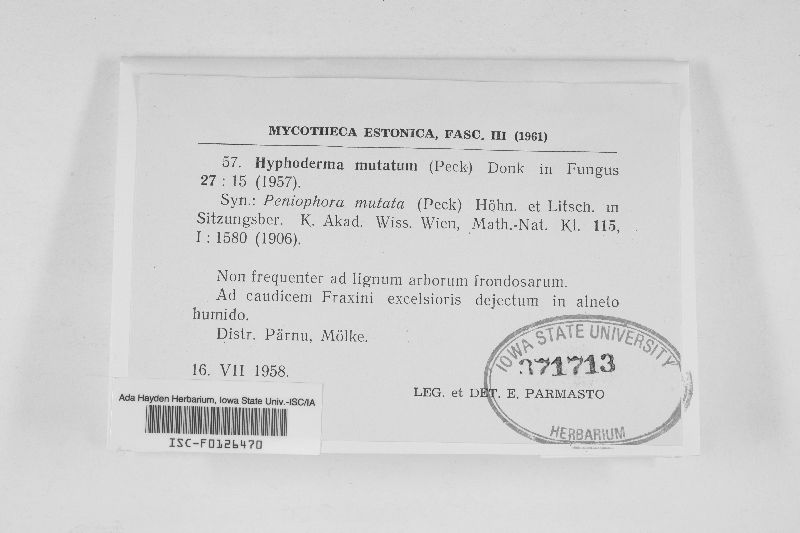 MYCOTHECA ESTONICA, FASC. III (1961)
57. Hyphoderma mutatum (Peck) Donk in Fungus
27 : 15 (1957).
Syn.: Peniophora mutata (Peck) Höhn. et Litsch. in
Sitzungsber. K. Akad. Wiss. Wien, Math.-Nat. Kl. 115,
I : 1580 (1906).
Non frequenter ad lignum arborum frondosarum.
Ad caudicem Fraxini excelsioris dejectum in alneto
humido.
Distr. Pärnu, Mölke.
16. VII 1958.
LEG. et DET. E. PARMASTO
IOWA STATE UNIVERSITY
371713
HERBARIUM
Ada Hayden Herbarium, Iowa State Univ.-ISC/IA
ISC-F0126470